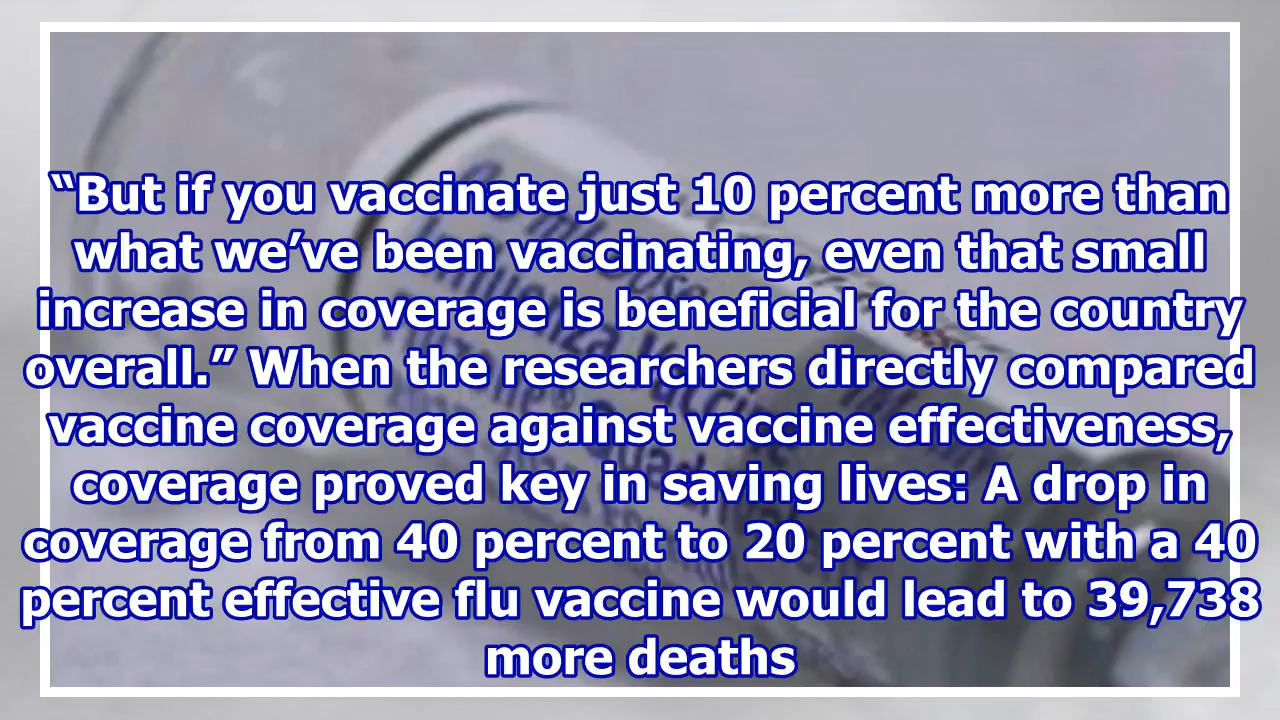 “But if you vaccinate just 10 percent more than
what we’ve been vaccinating, even that small
increase in coverage is beneficial for the country
overall.” When the researchers directly compared
vaccine coverage against vaccine effectiveness,
coverage proved key in saving lives: A drop in
coverage from 40 percent to 20 percent with a 40
percent effective flu vaccine would lead to 39,738
more deaths
Influenza Vaccine